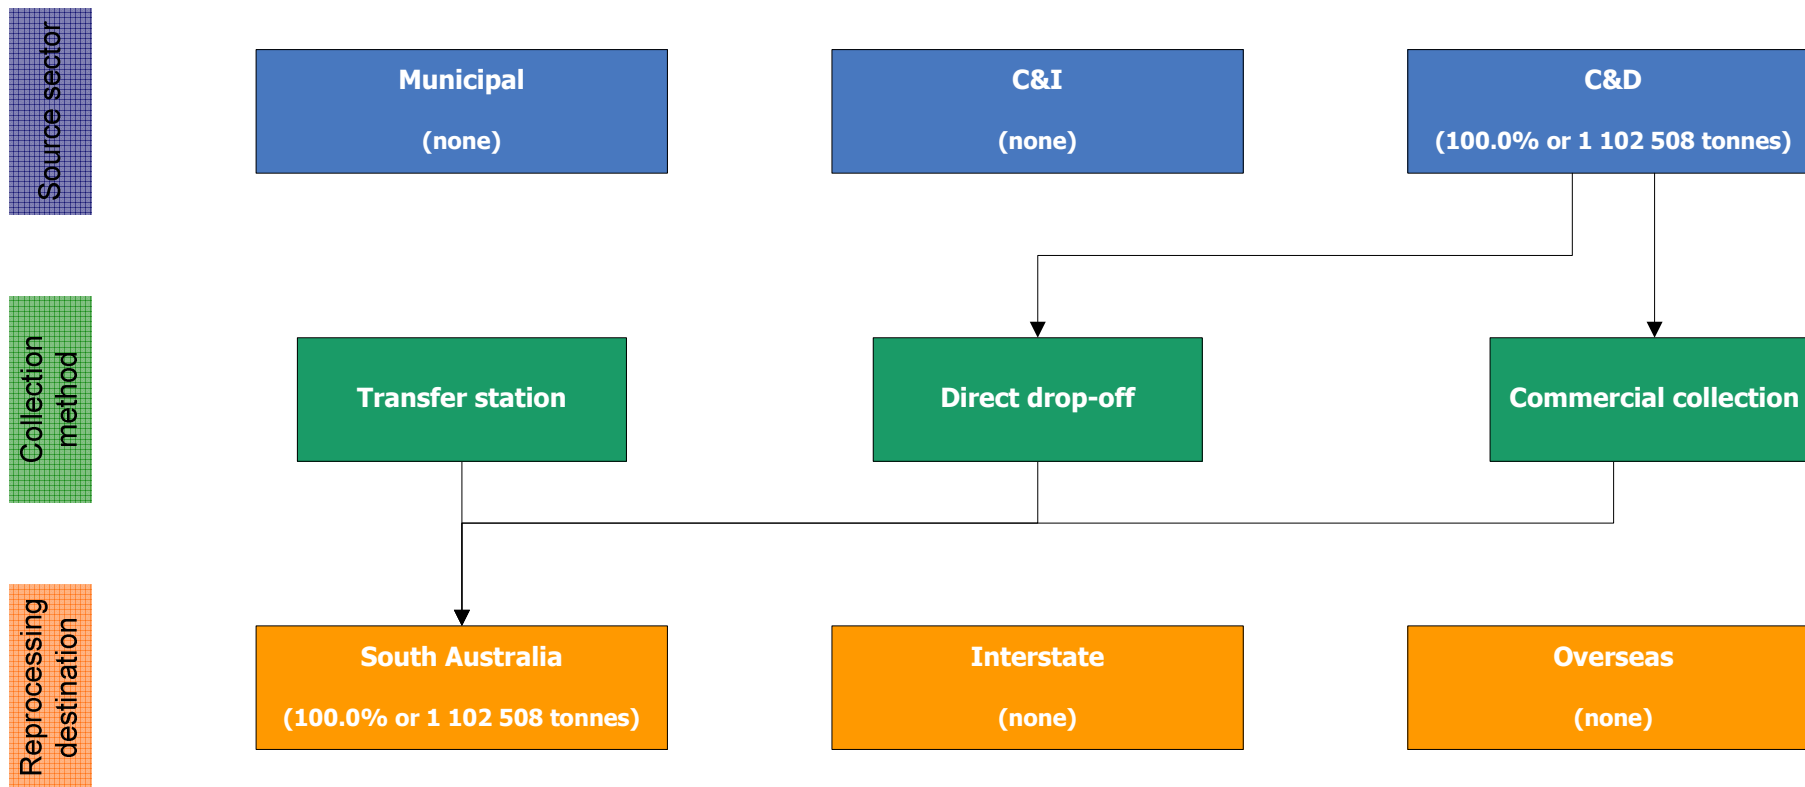 Source sector
Municipal
(none)
C&I
(none)
C&D
(100.0% or 1 102 508 tonnes)
Collection
method
Transfer station
Direct drop-off
Commercial collection
Reprocessing
destination
South Australia
(100.0% or 1 102 508 tonnes)
Interstate
(none)
Overseas
(none)